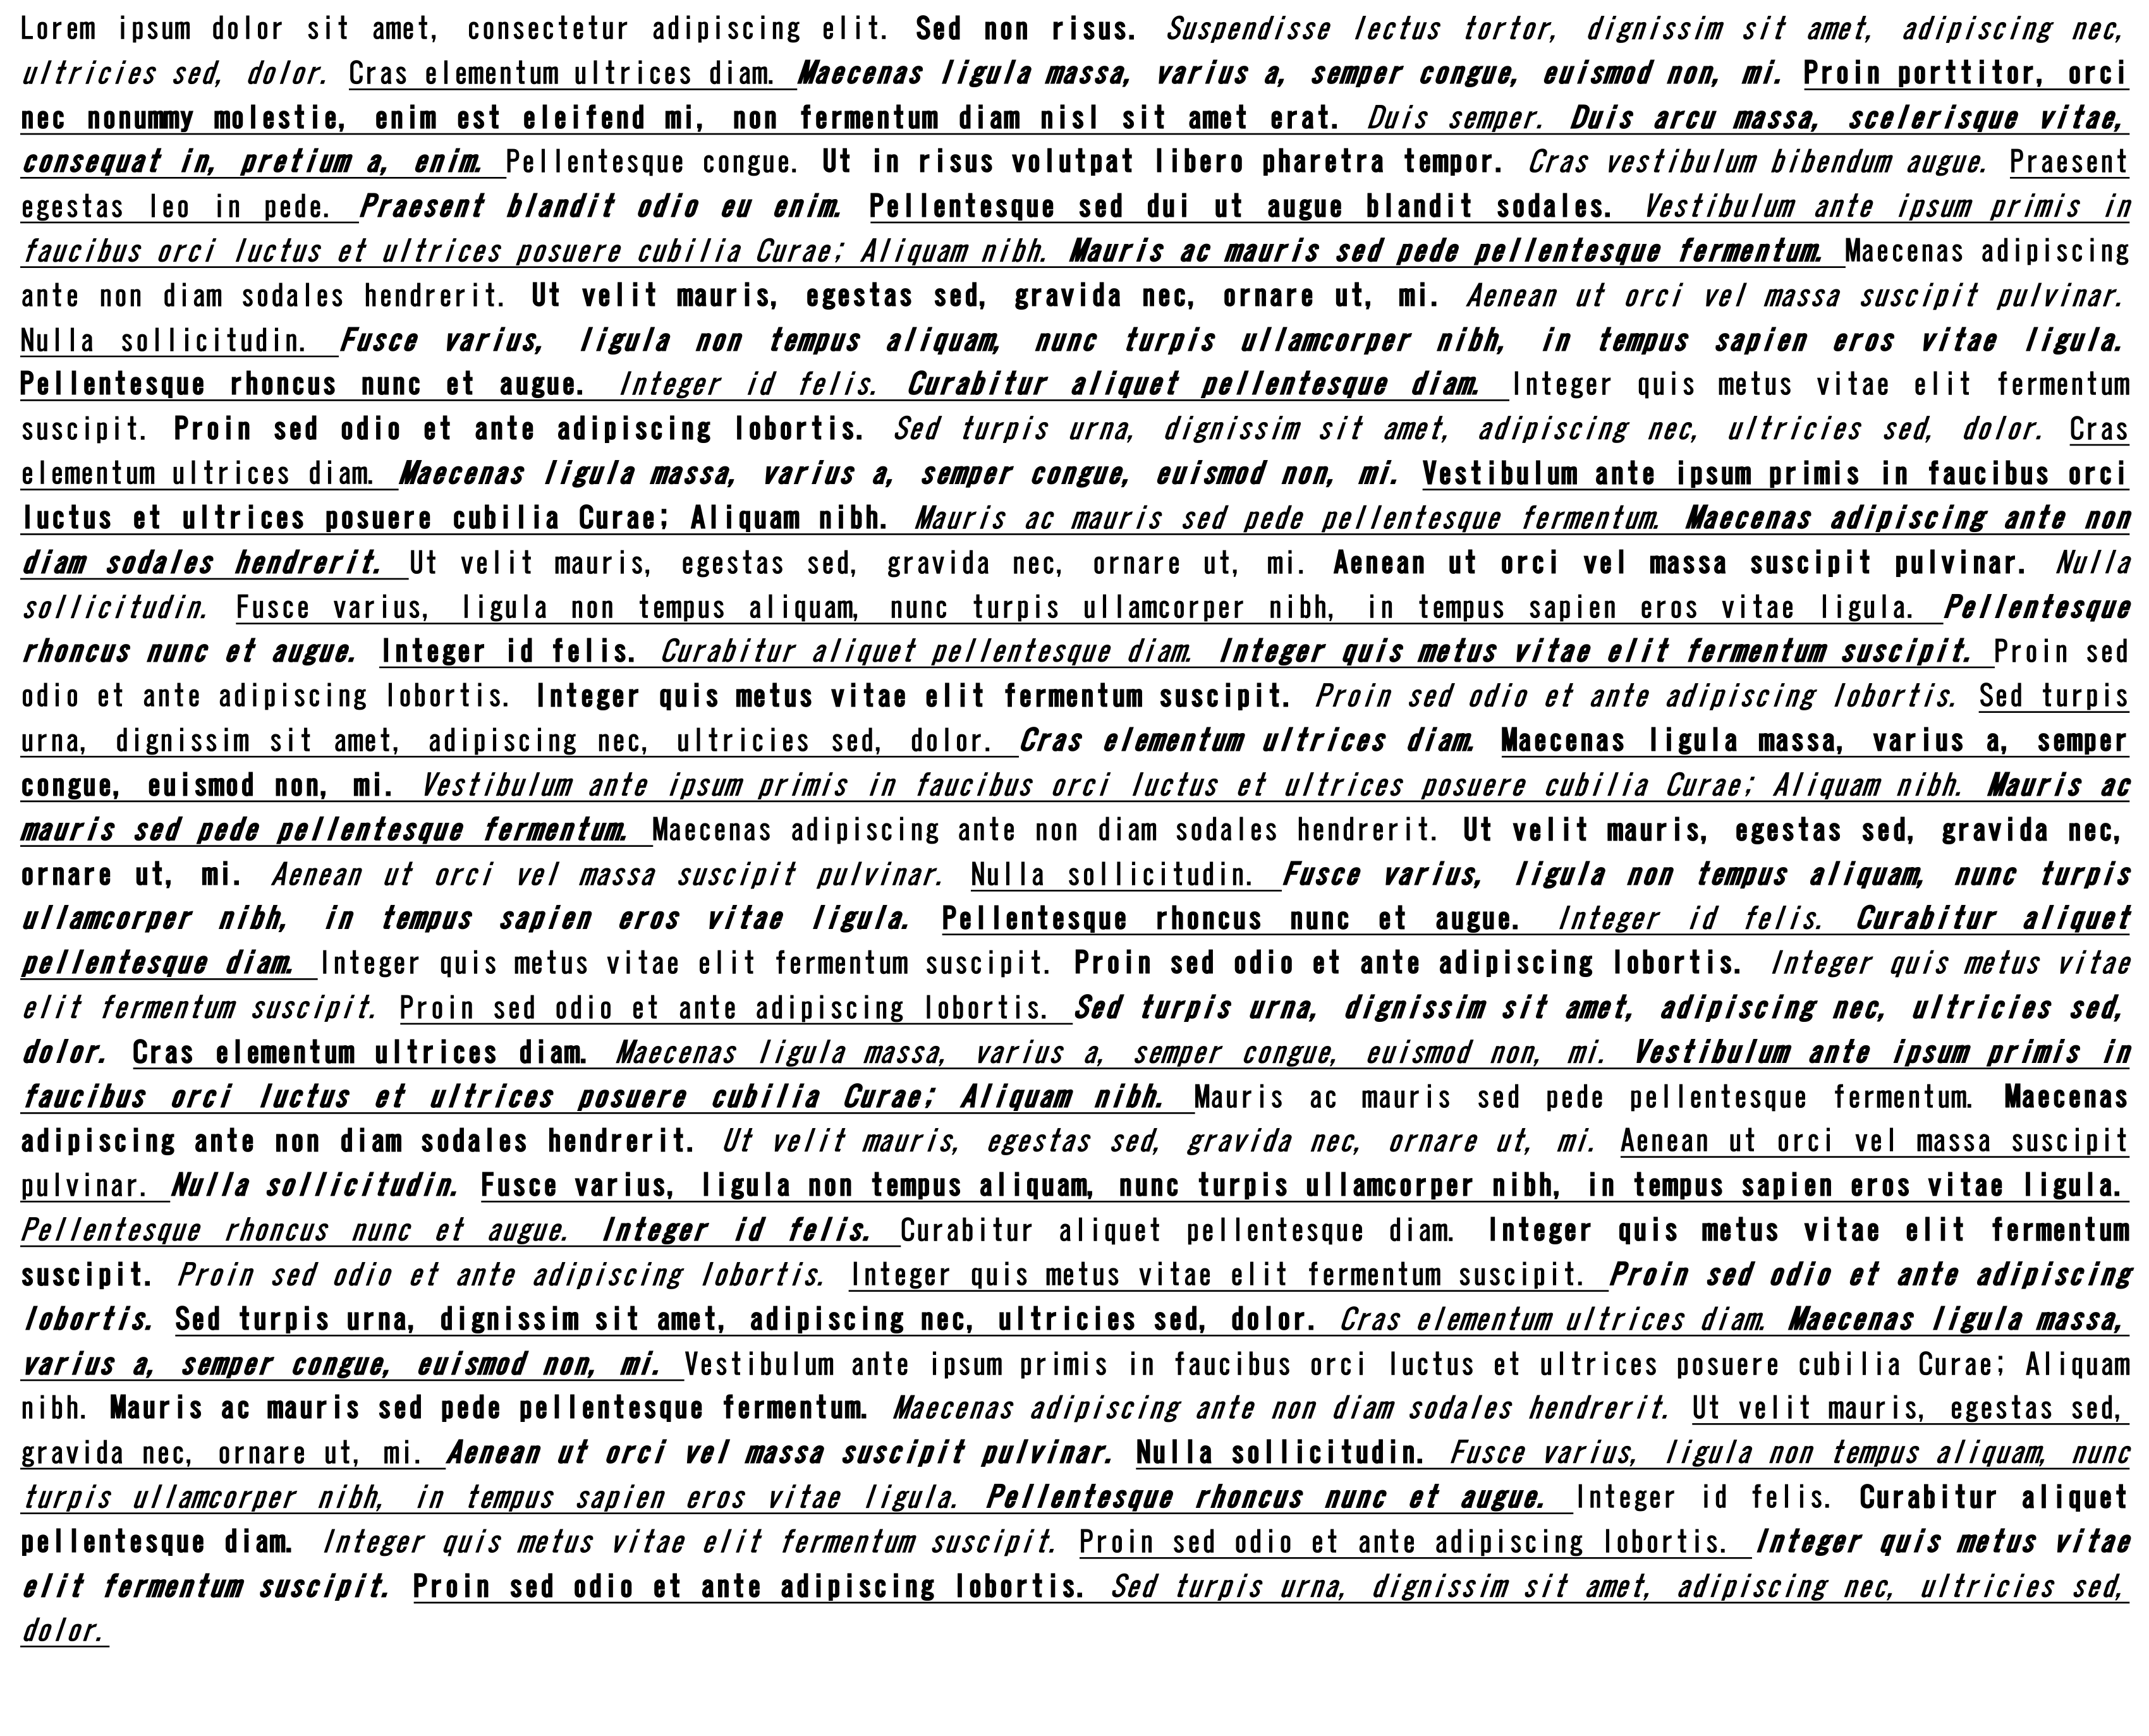 Lorem ipsum dolor sit amet, consectetur adipiscing elit. Sed non risus. Suspendisse lectus tortor, dignissim sit amet, adipiscing nec,
ultricies sed, dolor. Cras elementum ultrices diam. Maecenas ligula massa, varius a, semper congue, euismod non, mi. Proin porttitor, orci
nec nonummy molestie, enim est eleifend mi, non fermentum diam nisl sit amet erat. Duis semper. Duis arcu massa, scelerisque vitae,
consequat in, pretium a, enim. Pellentesque congue. Ut in risus volutpat libero pharetra tempor. Cras vestibulum bibendum augue. Praesent
egestas leo in pede. Praesent blandit odio eu enim. Pellentesque sed dui ut augue blandit sodales. Vestibulum ante ipsum primis in
faucibus orci luctus et ultrices posuere cubilia Curae; Aliquam nibh. Mauris ac mauris sed pede pellentesque fermentum. Maecenas adipiscing
ante non diam sodales hendrerit. Ut velit mauris, egestas sed, gravida nec, ornare ut, mi. Aenean ut orci vel massa suscipit pulvinar.
Nulla sollicitudin. Fusce varius, ligula non tempus aliquam, nunc turpis ullamcorper nibh, in tempus sapien eros vitae ligula.
Pellentesque rhoncus nunc et augue. Integer id felis. Curabitur aliquet pellentesque diam. Integer quis metus vitae elit fermentum
suscipit. Proin sed odio et ante adipiscing lobortis. Sed turpis urna, dignissim sit amet, adipiscing nec, ultricies sed, dolor. Cras
elementum ultrices diam. Maecenas ligula massa, varius a, semper congue, euismod non, mi. Vestibulum ante ipsum primis in faucibus orci
luctus et ultrices posuere cubilia Curae; Aliquam nibh. Mauris ac mauris sed pede pellentesque fermentum. Maecenas adipiscing ante non
diam sodales hendrerit. Ut velit mauris, egestas sed, gravida nec, ornare ut, mi. Aenean ut orci vel massa suscipit pulvinar. Nulla
sollicitudin. Fusce varius, ligula non tempus aliquam, nunc turpis ullamcorper nibh, in tempus sapien eros vitae ligula. Pellentesque
rhoncus nunc et augue. Integer id felis. Curabitur aliquet pellentesque diam. Integer quis metus vitae elit fermentum suscipit. Proin sed
odio et ante adipiscing lobortis. Integer quis metus vitae elit fermentum suscipit. Proin sed odio et ante adipiscing lobortis. Sed turpis
urna, dignissim sit amet, adipiscing nec, ultricies sed, dolor. Cras elementum ultrices diam. Maecenas ligula massa, varius a, semper
congue, euismod non, mi. Vestibulum ante ipsum primis in faucibus orci luctus et ultrices posuere cubilia Curae; Aliquam nibh. Mauris ac
mauris sed pede pellentesque fermentum. Maecenas adipiscing ante non diam sodales hendrerit. Ut velit mauris, egestas sed, gravida nec,
ornare ut, mi. Aenean ut orci vel massa suscipit pulvinar. Nulla sollicitudin. Fusce varius, ligula non tempus aliquam, nunc turpis
ullamcorper nibh, in tempus sapien eros vitae ligula. Pellentesque rhoncus nunc et augue. Integer id felis. Curabitur aliquet
pellentesque diam. Integer quis metus vitae elit fermentum suscipit. Proin sed odio et ante adipiscing lobortis. Integer quis metus vitae
elit fermentum suscipit. Proin sed odio et ante adipiscing lobortis. Sed turpis urna, dignissim sit amet, adipiscing nec, ultricies sed,
dolor. Cras elementum ultrices diam. Maecenas ligula massa, varius a, semper congue, euismod non, mi. Vestibulum ante ipsum primis in
faucibus orci luctus et ultrices posuere cubilia Curae; Aliquam nibh. Mauris ac mauris sed pede pellentesque fermentum. Maecenas
adipiscing ante non diam sodales hendrerit. Ut velit mauris, egestas sed, gravida nec, ornare ut, mi. Aenean ut orci vel massa suscipit
pulvinar. Nulla sollicitudin. Fusce varius, ligula non tempus aliquam, nunc turpis ullamcorper nibh, in tempus sapien eros vitae ligula.
Pellentesque rhoncus nunc et augue. Integer id felis. Curabitur aliquet pellentesque diam. Integer quis metus vitae elit fermentum
suscipit. Proin sed odio et ante adipiscing lobortis. Integer quis metus vitae elit fermentum suscipit. Proin sed odio et ante adipiscing
lobortis. Sed turpis urna, dignissim sit amet, adipiscing nec, ultricies sed, dolor. Cras elementum ultrices diam. Maecenas ligula massa,
varius a, semper congue, euismod non, mi. Vestibulum ante ipsum primis in faucibus orci luctus et ultrices posuere cubilia Curae; Aliquam
nibh. Mauris ac mauris sed pede pellentesque fermentum. Maecenas adipiscing ante non diam sodales hendrerit. Ut velit mauris, egestas sed,
gravida nec, ornare ut, mi. Aenean ut orci vel massa suscipit pulvinar. Nulla sollicitudin. Fusce varius, ligula non tempus aliquam, nunc
turpis ullamcorper nibh, in tempus sapien eros vitae ligula. Pellentesque rhoncus nunc et augue. Integer id felis. Curabitur aliquet
pellentesque diam. Integer quis metus vitae elit fermentum suscipit. Proin sed odio et ante adipiscing lobortis. Integer quis metus vitae
elit fermentum suscipit. Proin sed odio et ante adipiscing lobortis. Sed turpis urna, dignissim sit amet, adipiscing nec, ultricies sed,
dolor.